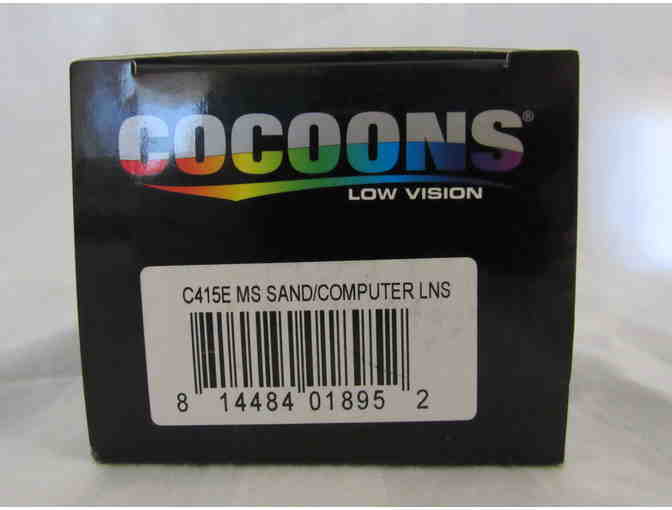 COCOONS®
LOW VISION
C415E MS SAND/COMPUTER LNS
8 14484 01895 2